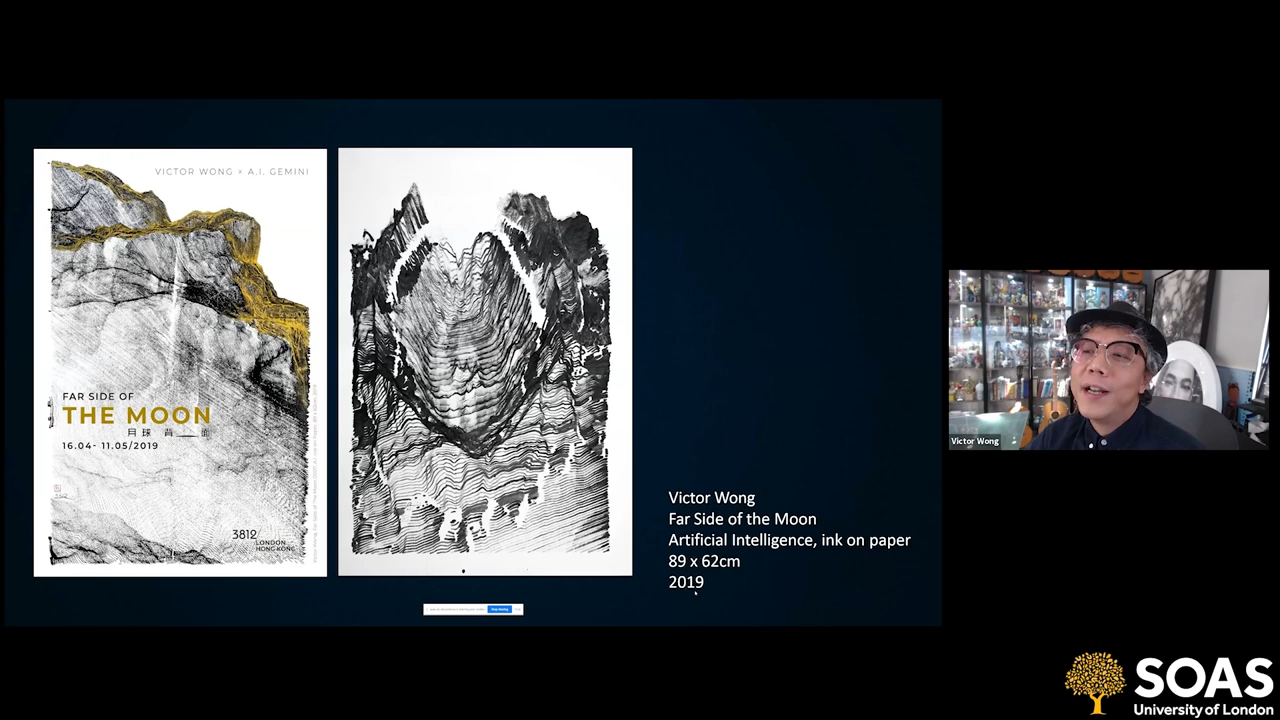 VICTOR WONG × A.I. GEMINI
FAR SIDE OF
THE MOON
月球背面
16.04- 11.05/2019
3812
LONDON
HONG KONG
Victor Wong
Far Side of the Moon
Artificial Intelligence, ink on paper
89 x 62cm
2019
Stop sharing
Victor Wong
SOAS
University of London